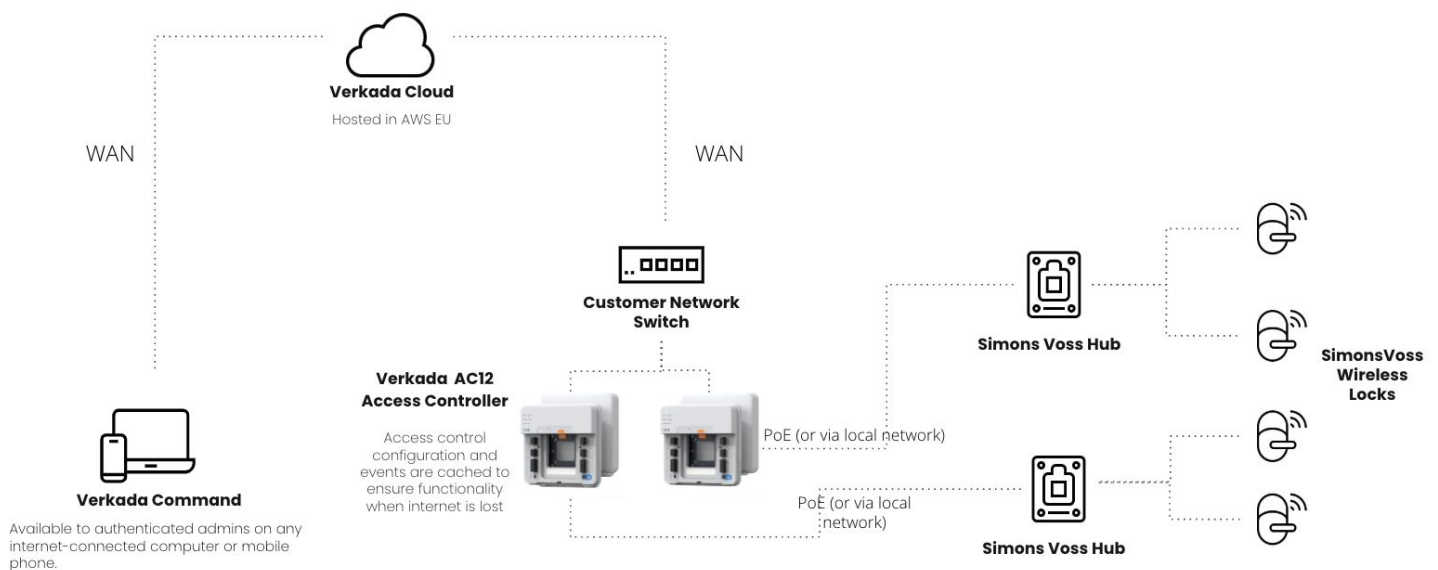 Verkada Cloud
Hosted in AWS EU
WAN
WAN
Customer Network
Switch
Verkada AC12
Access Controller
Access control
configuration and
events are cached to
ensure functionality
when internet is lost
PoE (or via local network)
PoE (or via local
network)
Simons Voss Hub
Simons Voss Hub
SimonsVoss
Wireless
Locks
Verkada Command
Available to authenticated admins on any
internet-connected computer or mobile
phone.